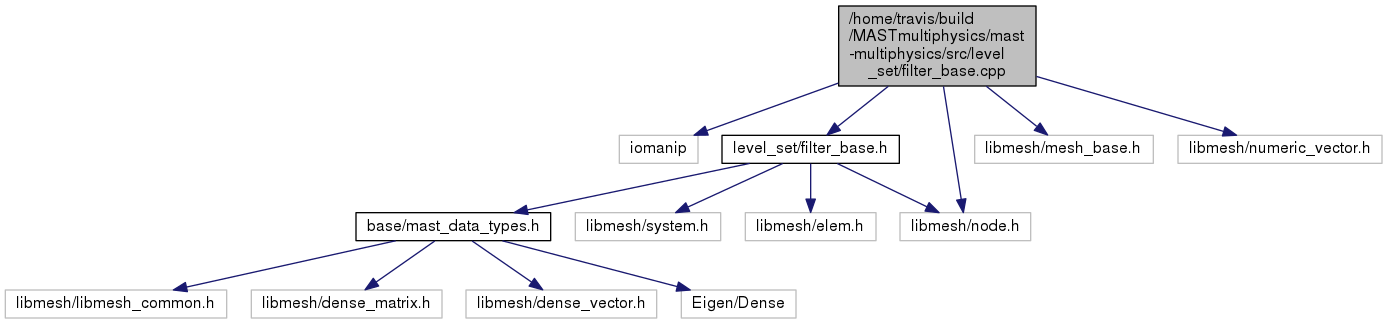 /home/travis/build
/MASTmultiphysics/mast
-multiphysics/src/level
_set/filter_base.cpp
iomanip
level_set/filter_base.h
libmesh/mesh_base.h
libmesh/numeric_vector.h
base/mast_data_types.h
libmesh/system.h
libmesh/elem.h
libmesh/node.h
libmesh/libmesh_common.h
libmesh/dense_matrix.h
libmesh/dense_vector.h
Eigen/Dense